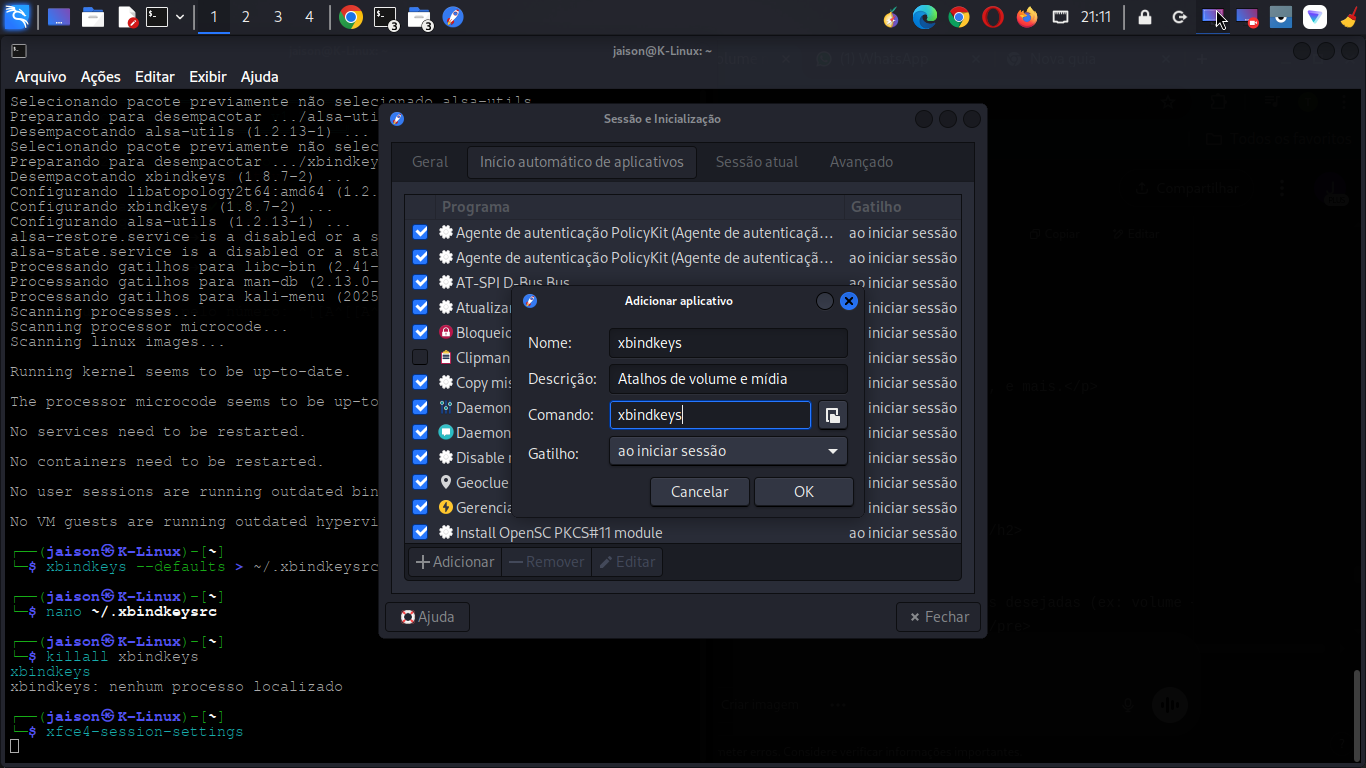 1 2 3 4 3 3 21:11
jaison@K-Linux: ~
Arquivo Ações Editar Exibir Ajuda
Selecionando pacote previamente não selecionado alsa-utils
Preparando para desempacotar .../alsa-uti
Desempacotando alsa-utils (1.2.13-1) ...
Selecionando pacote previamente não selec
Preparando para desempacotar .../xbindkey
Desempacotando xbindkeys (1.8.7-2) ...
Configurando libatopology2t64:amd64 (1.2.
Configurando xbindkeys (1.8.7-2) ...
Configurando alsa-utils (1.2.13-1) ...
alsa-restore.service is a disabled or a s
alsa-state.service is a disabled or a sta
Processando gatilhos para libc-bin (2.41-
Processando gatilhos para man-db (2.13.0-
Processando gatilhos para kali-menu (2025
Scanning processes...
Scanning processor microcode...
Scanning linux images...
Running kernel seems to be up-to-date.
The processor microcode seems to be up-to
No services need to be restarted.
No containers need to be restarted.
No user sessions are running outdated bin
No VM guests are running outdated hypervi
┌──(jaison㉿K-Linux)-[~]
└─$ xbindkeys --defaults > ~/.xbindkeysrc
┌──(jaison㉿K-Linux)-[~]
└─$ nano ~/.xbindkeysrc
┌──(jaison㉿K-Linux)-[~]
└─$ killall xbindkeys
xbindkeys
xbindkeys: nenhum processo localizado
┌──(jaison㉿K-Linux)-[~]
└─$ xfce4-session-settings
Sessão e Inicialização
Geral Início automático de aplicativos Sessão atual Avançado
Programa Gatilho
Agente de autenticação PolicyKit (Agente de autenticaçã... ao iniciar sessão
Agente de autenticação PolicyKit (Agente de autenticaçã... ao iniciar sessão
AT-SPI D-Bus Bus ao iniciar sessão
Atualizar iniciar sessão
Bloqueio iniciar sessão
Clipman iniciar sessão
Copy mis iniciar sessão
Daemon iniciar sessão
Daemon iniciar sessão
Disable iniciar sessão
Geoclue iniciar sessão
Gerencia iniciar sessão
Install OpenSC PKCS#11 module ao iniciar sessão
Adicionar Remover Editar
Ajuda Fechar
Adicionar aplicativo
Nome: xbindkeys
Descrição: Atalhos de volume e mídia
Comando: xbindkeys
Gatilho: ao iniciar sessão
Cancelar OK